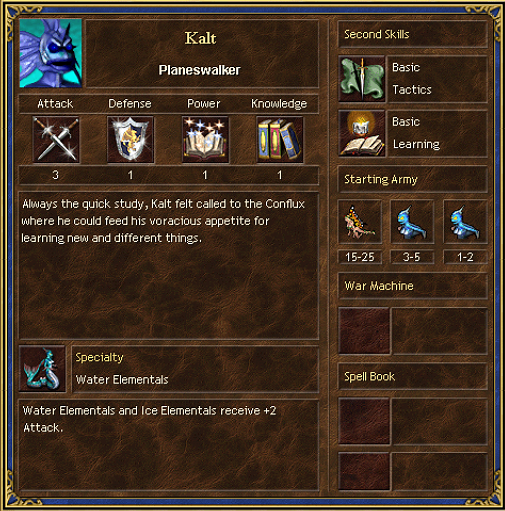 Kalt
Planeswalker
Attack Defense Power Knowledge
3 1 1 1
Always the quick study, Kalt felt called to the Conflux
where he could feed his voracious appetite for
learning new and different things.
Specialty
Water Elementals
Water Elementals and Ice Elementals receive +2
Attack.
Second Skills
Basic
Tactics
Basic
Learning
Starting Army
15-25 3-5 1-2
War Machine
Spell Book